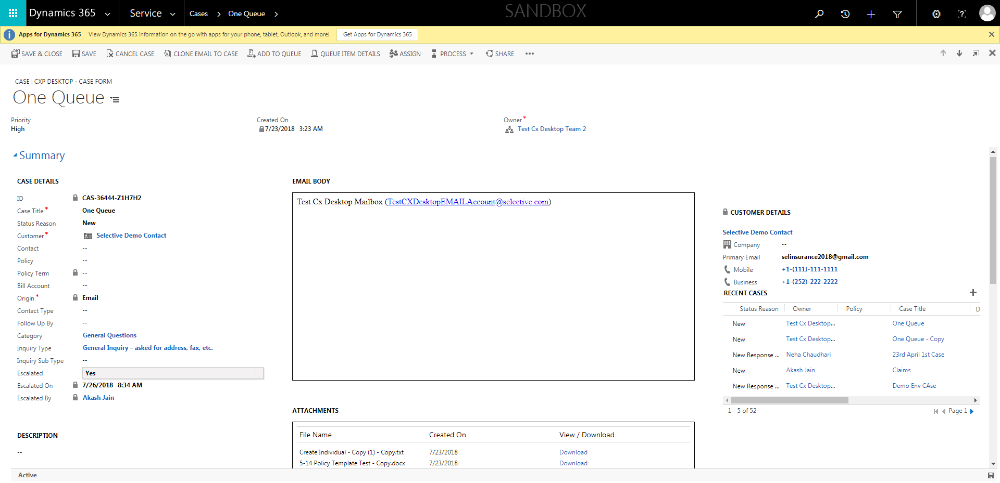 Dynamics 365 Service Cases One Queue SANDBOX
Apps for Dynamics 365 View Dynamics 365 information on the go with apps for your phone, tablet, Outlook, and more! Get Apps for Dynamics 365
SAVE & CLOSE SAVE CANCEL CASE CLONE EMAIL TO CASE ADD TO QUEUE QUEUE ITEM DETAILS ASSIGN PROCESS SHARE •••
CASE : CXP DESKTOP - CASE FORM
One Queue
Priority
High
Created On
7/23/2018 3:23 AM
Owner *
Test Cx Desktop Team 2
Summary
CASE DETAILS
ID CAS-36444-Z1H7H2
Case Title * One Queue
Status Reason New
Customer * Selective Demo Contact
Contact --
Policy --
Policy Term --
Bill Account --
Origin * Email
Contact Type --
Follow Up By --
Category General Questions
Inquiry Type General Inquiry – asked for address, fax, etc.
Inquiry Sub Type --
Escalated Yes
Escalated On 7/26/2018 8:34 AM
Escalated By Akash Jain
DESCRIPTION
--
EMAIL BODY
Test Cx Desktop Mailbox (TestCXDesktopEMAILAccount@selective.com)
ATTACHMENTS
File Name Created On View / Download
Create Individual - Copy (1) - Copy.txt 7/23/2018 Download
5-14 Policy Template Test - Copy.docx 7/23/2018 Download
CUSTOMER DETAILS
Selective Demo Contact
Company --
Primary Email selinsurance2018@gmail.com
Mobile +1-(111)-111-1111
Business +1-(252)-222-2222
RECENT CASES
Status Reason Owner Policy Case Title D
New Test Cx Desktop... One Queue
New Test Cx Desktop... One Queue - Copy
New Response ... Neha Chaudhari 23rd April 1st Case
New Akash Jain Claims
New Response ... Test Cx Desktop... Demo Env CAse
1 - 5 of 52 Page 1
Active